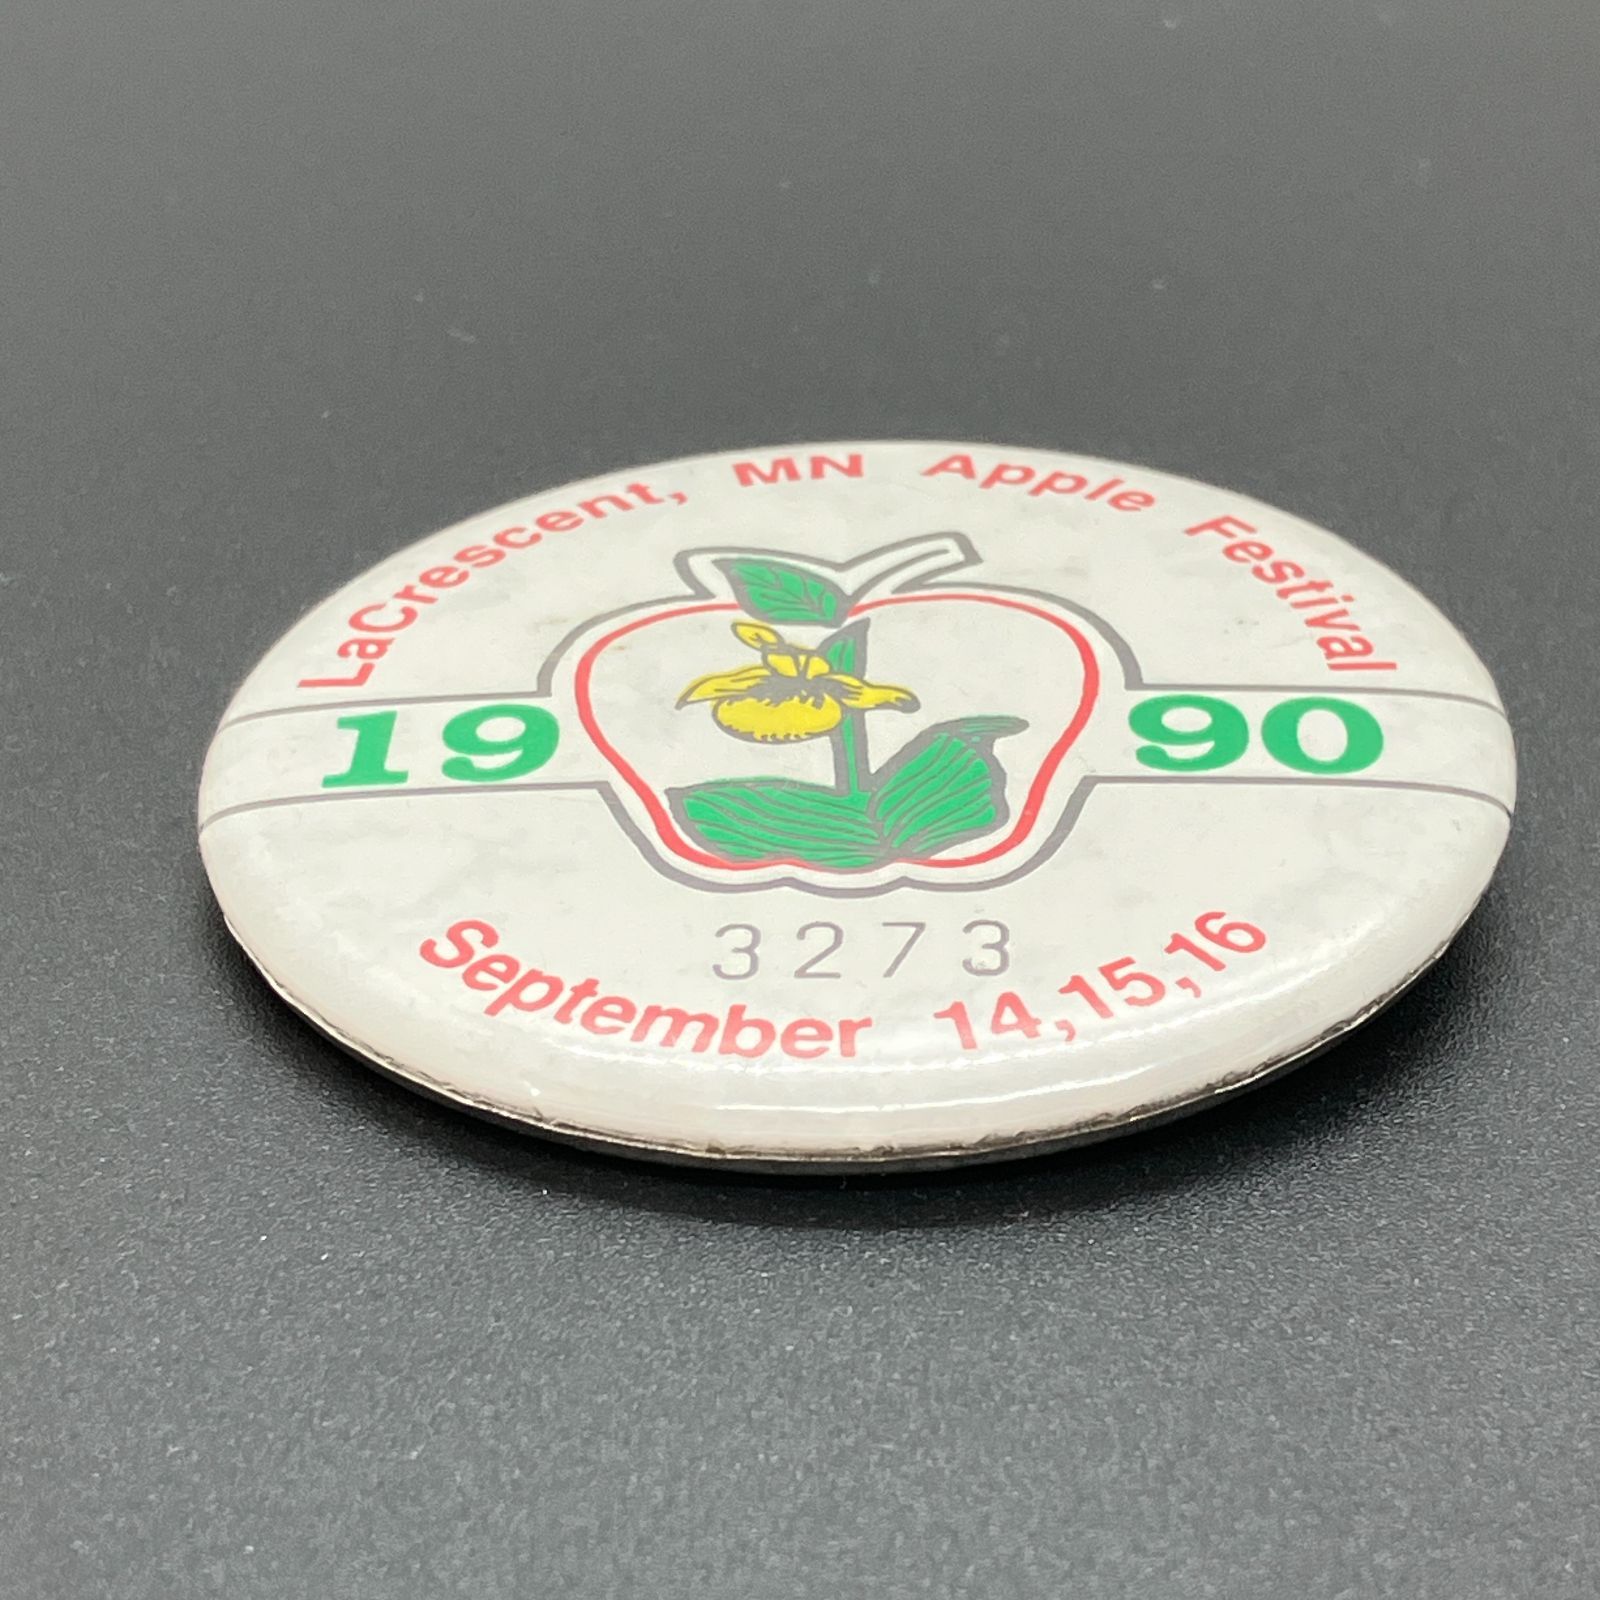 LaCrescent, MN Apple Festival
19 90
3273
September 14,15,16